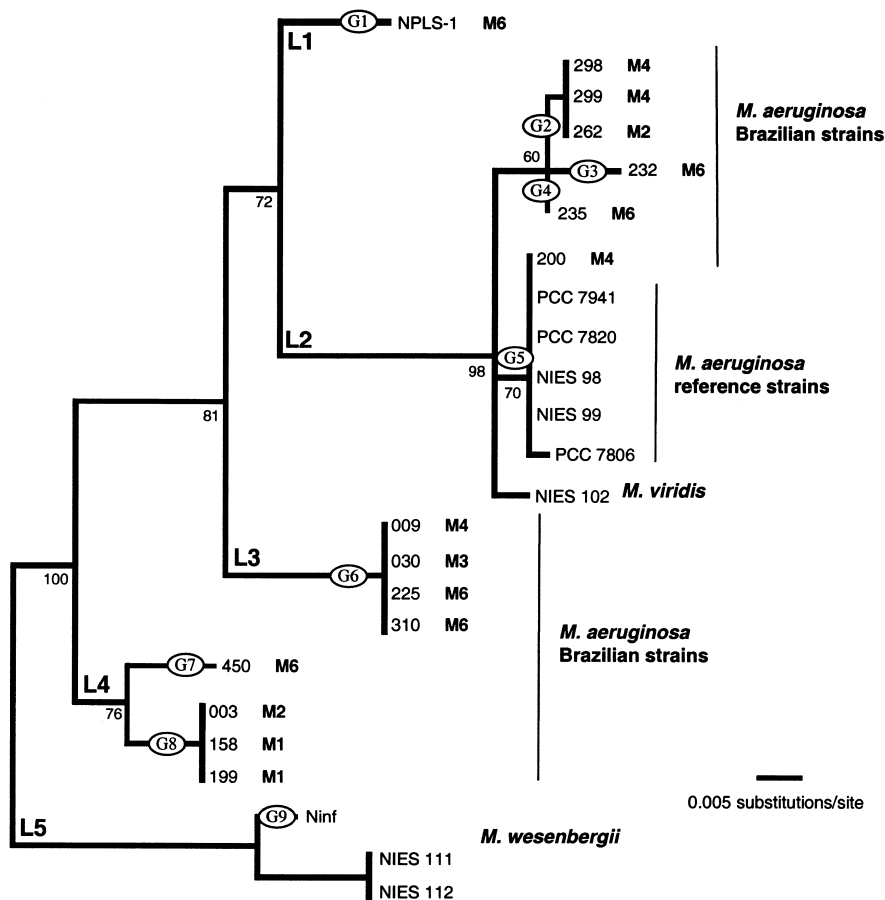 G1 NPLS-1 M6
L1
298 M4
299 M4
G2
262 M2
M. aeruginosa
Brazilian strains
60
G3 232 M6
G4
235 M6
72
200 M4
PCC 7941
PCC 7820
L2
G5
98
70
NIES 98
NIES 99
PCC 7806
M. aeruginosa
reference strains
NIES 102 M. viridis
81
009 M4
030 M3
L3
G6
225 M6
310 M6
100
M. aeruginosa
Brazilian strains
G7 450 M6
L4
76
003 M2
G8 158 M1
199 M1
0.005 substitutions/site
G9 Ninf
L5
M. wesenbergii
NIES 111
NIES 112